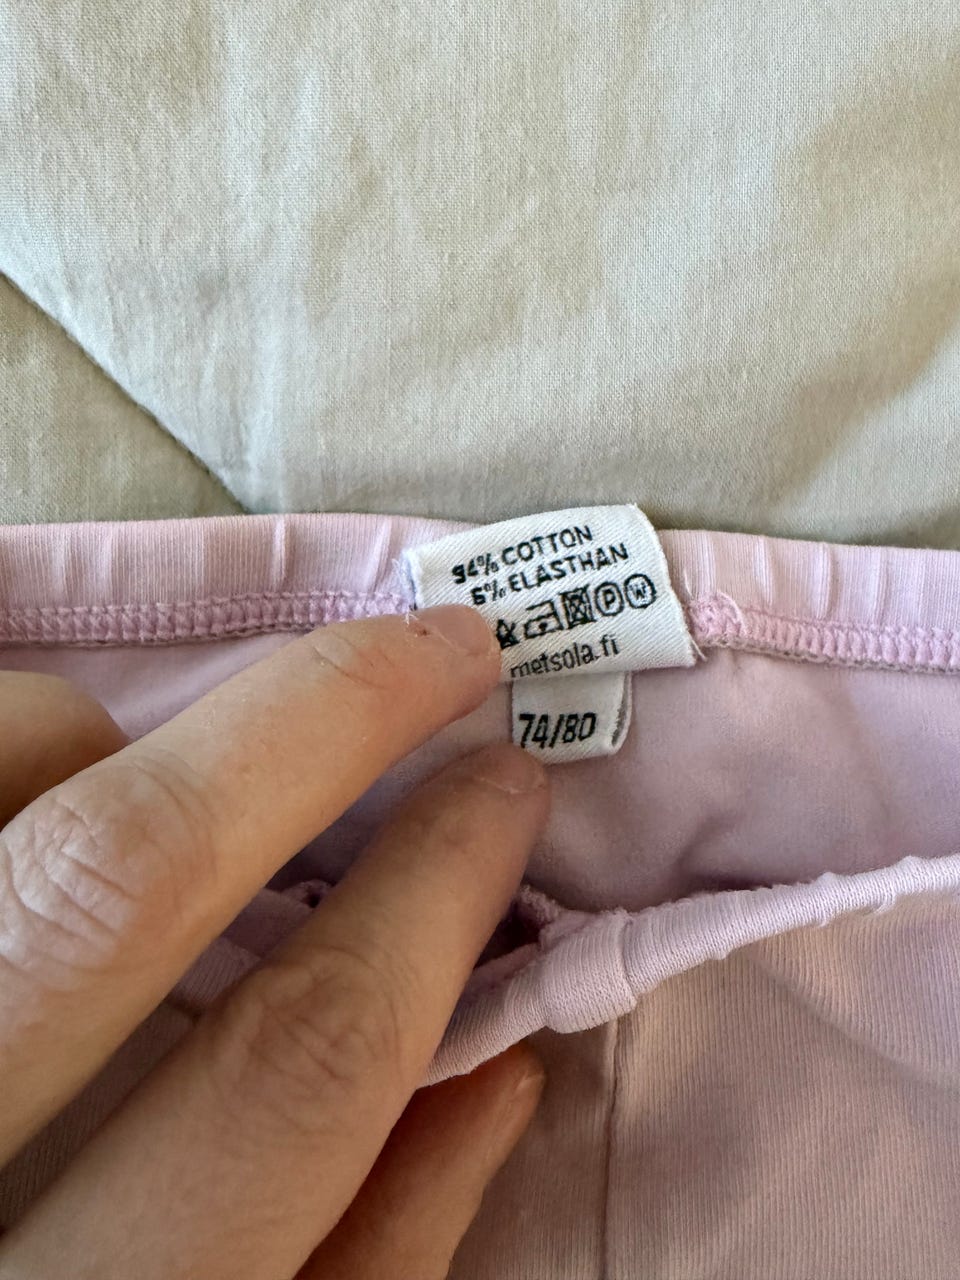 94% COTTON
6% ELASTHAN
P W
metsola.fi
74/80